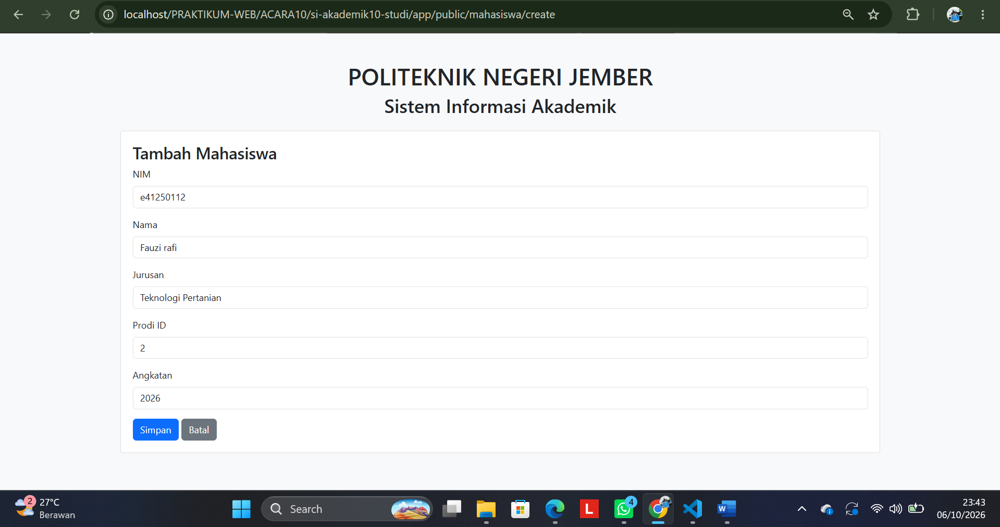 localhost/PRAKTIKUM-WEB/ACARA10/si-akademik10-studi/app/public/mahasiswa/create
POLITEKNIK NEGERI JEMBER
Sistem Informasi Akademik
Tambah Mahasiswa
NIM
e41250112
Nama
Fauzi rafi
Jurusan
Teknologi Pertanian
Prodi ID
2
Angkatan
2026
Simpan Batal
2
27°C
Berawan
Search
L
4
W
23:43
06/10/2026